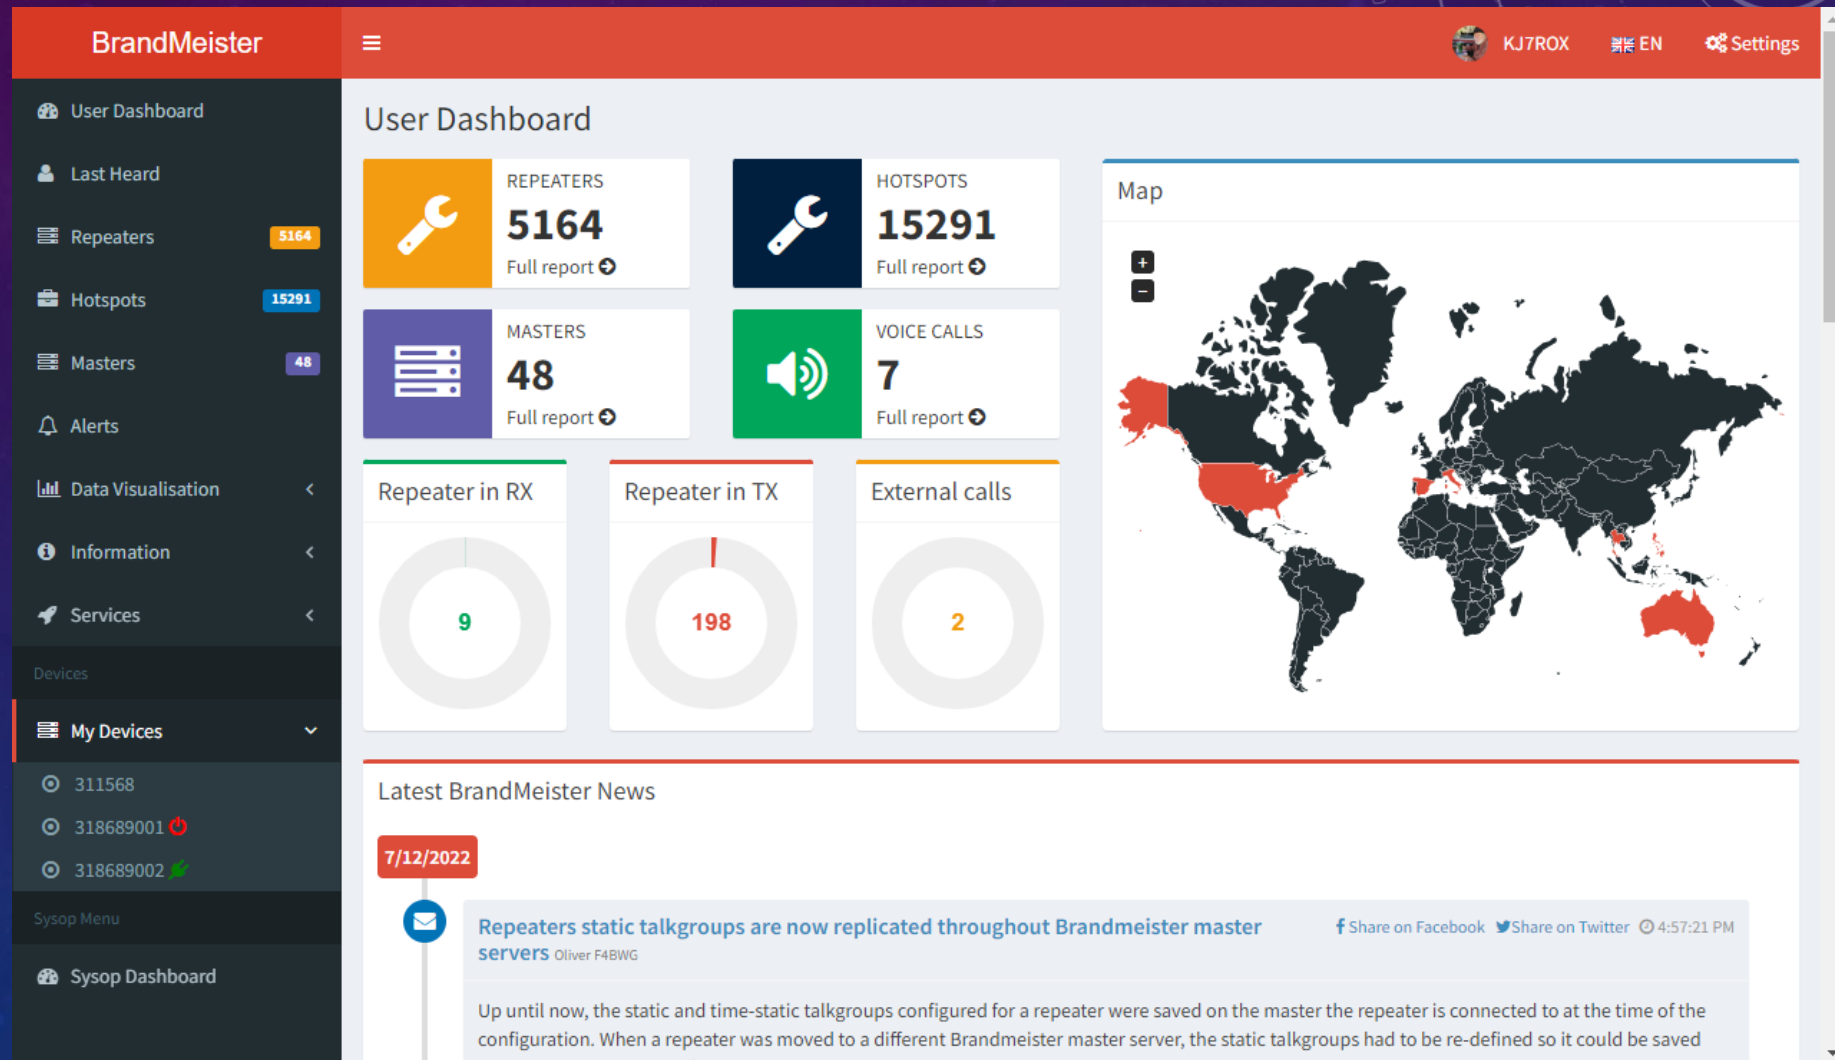 BrandMeister
KJ7ROX
EN
Settings
User Dashboard
Last Heard
Repeaters 5164
Hotspots 15291
Masters 48
Alerts
Data Visualisation
Information
Services
Devices
My Devices
311568
318689001
318689002
Sysop Menu
Sysop Dashboard
User Dashboard
REPEATERS
5164
Full report
HOTSPOTS
15291
Full report
MASTERS
48
Full report
VOICE CALLS
7
Full report
Repeater in RX
9
Repeater in TX
198
External calls
2
Map
+
−
Latest BrandMeister News
7/12/2022
Repeaters static talkgroups are now replicated throughout Brandmeister master
servers Oliver F4BWG
Share on Facebook Share on Twitter 4:57:21 PM
Up until now, the static and time-static talkgroups configured for a repeater were saved on the master the repeater is connected to at the time of the
configuration. When a repeater was moved to a different Brandmeister master server, the static talkgroups had to be re-defined so it could be saved